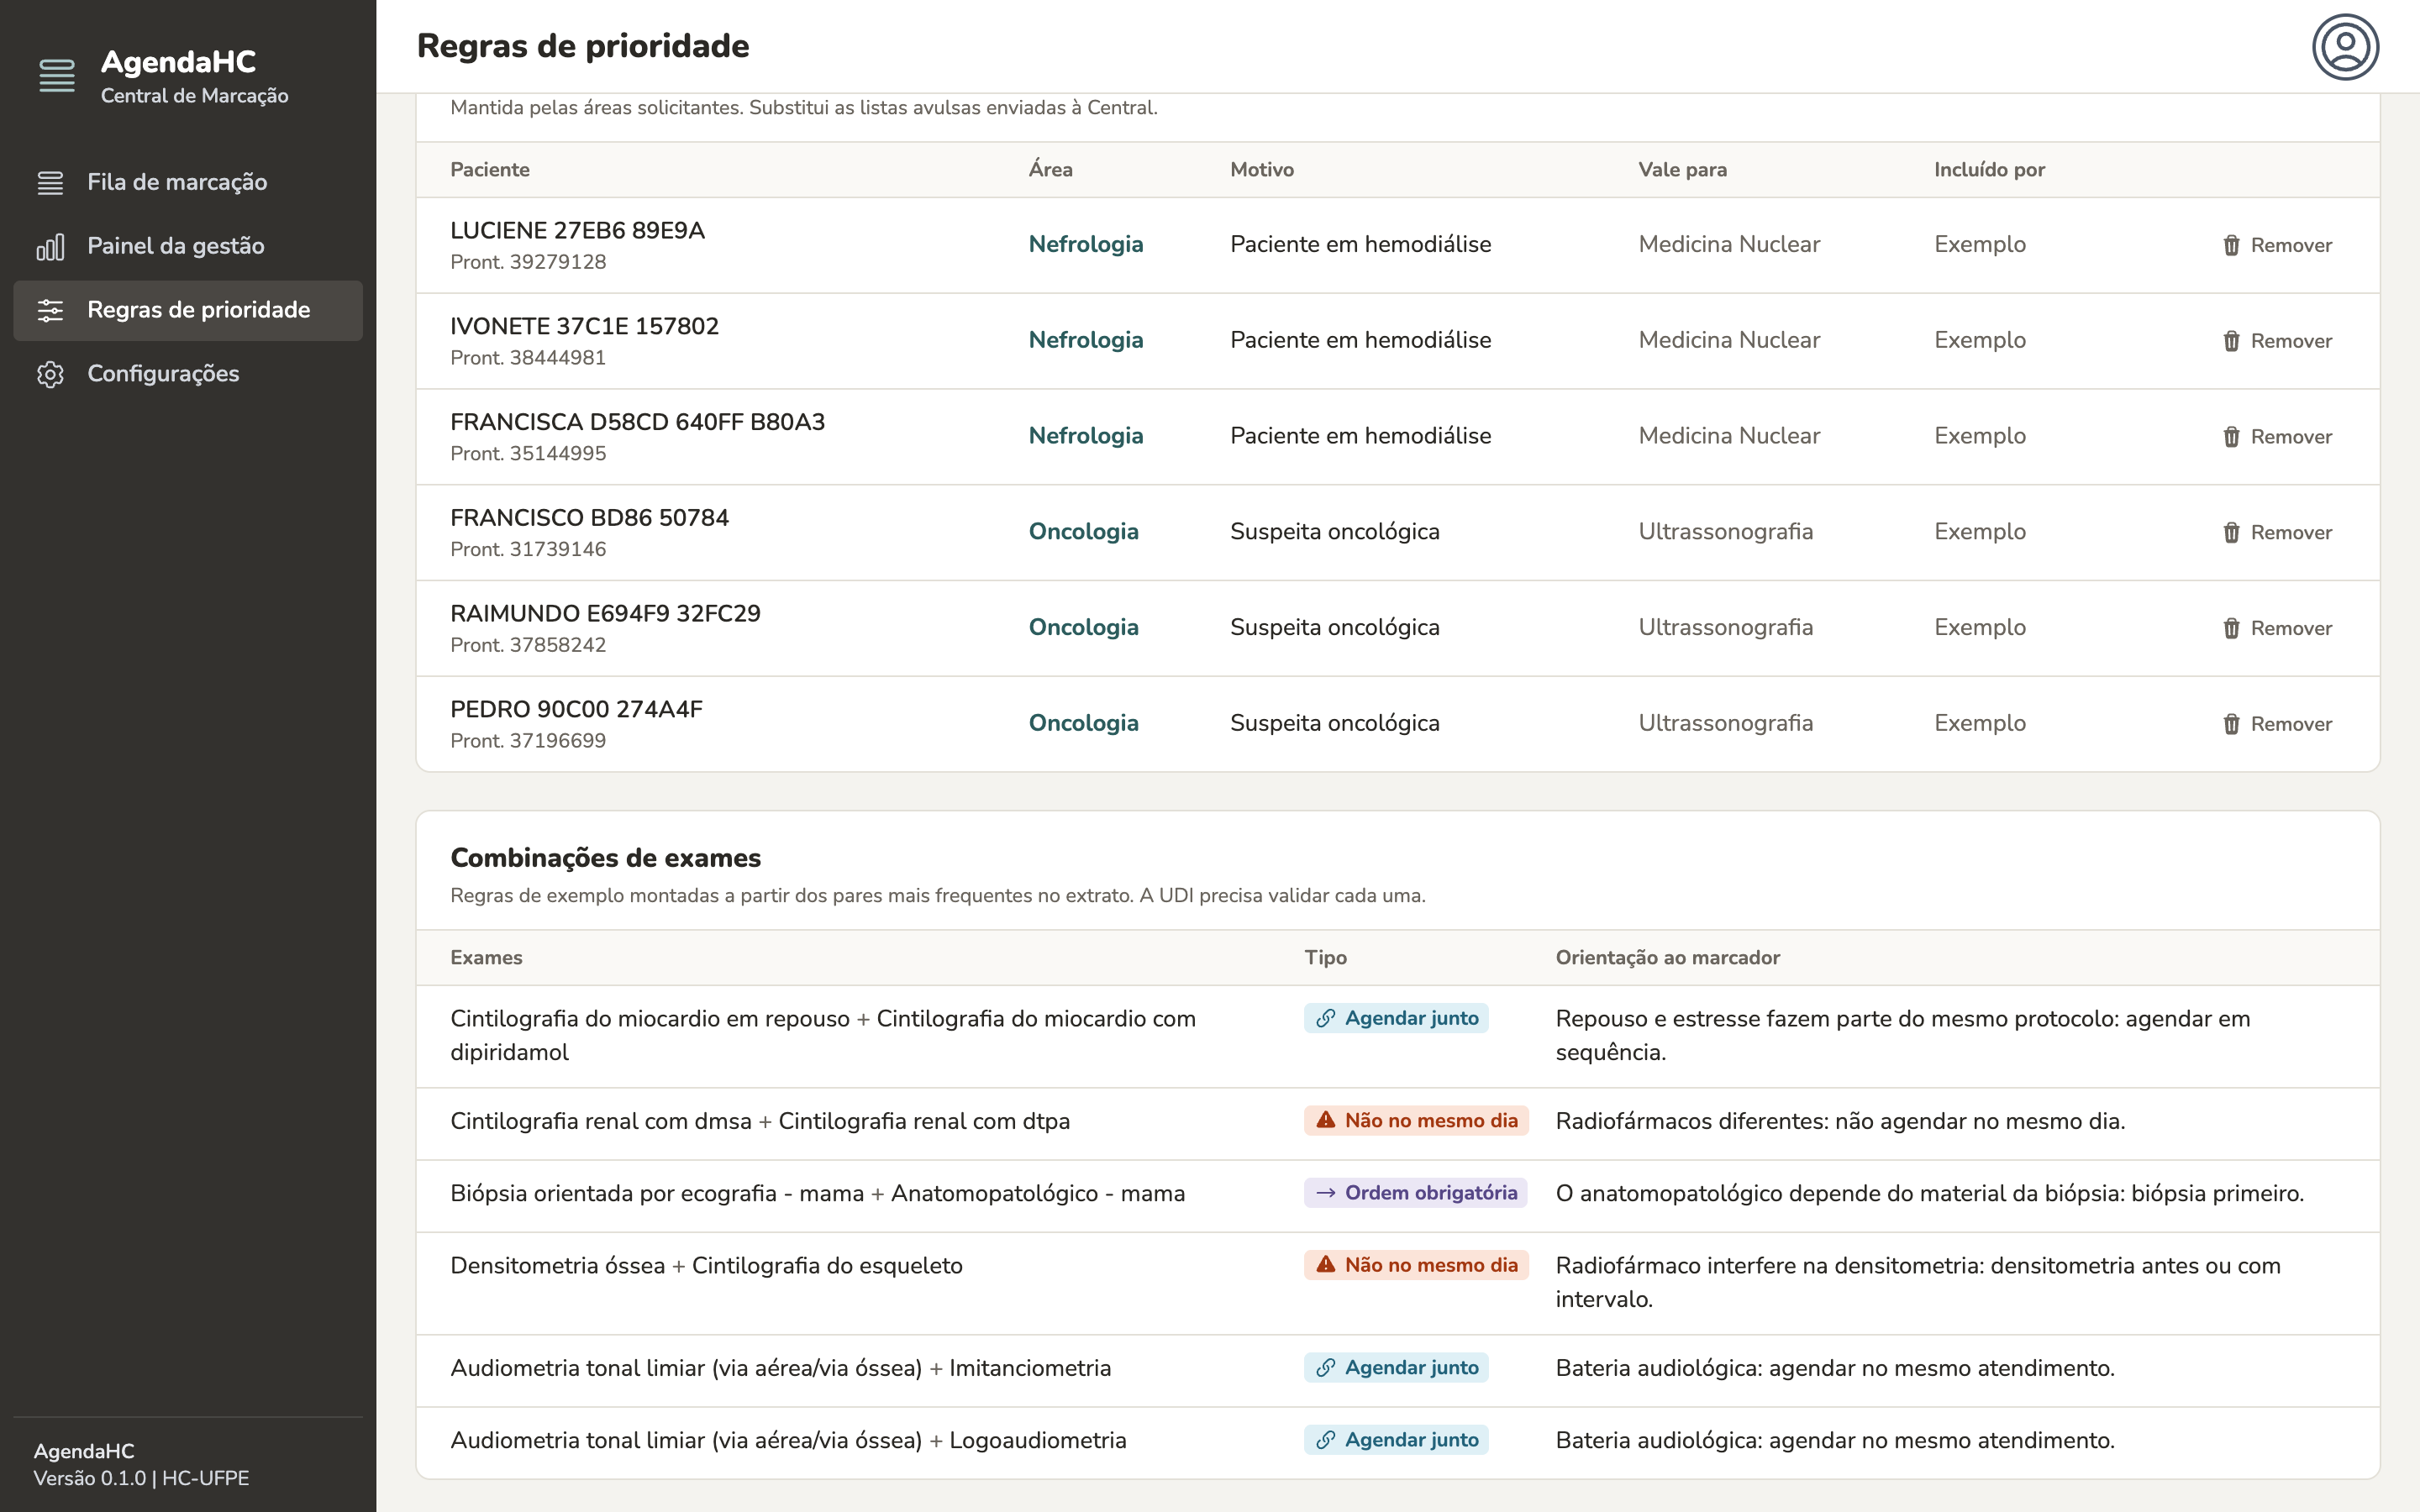 AgendaHC
Central de Marcação
Fila de marcação
Painel da gestão
Regras de prioridade
Configurações
AgendaHC
Versão 0.1.0 | HC-UFPE
Regras de prioridade
Mantida pelas áreas solicitantes. Substitui as listas avulsas enviadas à Central.
Paciente Área Motivo Vale para Incluído por
LUCIENE 27EB6 89E9A
Pront. 39279128
Nefrologia Paciente em hemodiálise Medicina Nuclear Exemplo Remover
IVONETE 37C1E 157802
Pront. 38444981
Nefrologia Paciente em hemodiálise Medicina Nuclear Exemplo Remover
FRANCISCA D58CD 640FF B80A3
Pront. 35144995
Nefrologia Paciente em hemodiálise Medicina Nuclear Exemplo Remover
FRANCISCO BD86 50784
Pront. 31739146
Oncologia Suspeita oncológica Ultrassonografia Exemplo Remover
RAIMUNDO E694F9 32FC29
Pront. 37858242
Oncologia Suspeita oncológica Ultrassonografia Exemplo Remover
PEDRO 90C00 274A4F
Pront. 37196699
Oncologia Suspeita oncológica Ultrassonografia Exemplo Remover
Combinações de exames
Regras de exemplo montadas a partir dos pares mais frequentes no extrato. A UDI precisa validar cada uma.
Exames Tipo Orientação ao marcador
Cintilografia do miocardio em repouso + Cintilografia do miocardio com
dipiridamol
Agendar junto
Repouso e estresse fazem parte do mesmo protocolo: agendar em
sequência.
Cintilografia renal com dmsa + Cintilografia renal com dtpa
Não no mesmo dia
Radiofármacos diferentes: não agendar no mesmo dia.
Biópsia orientada por ecografia - mama + Anatomopatológico - mama
→ Ordem obrigatória
O anatomopatológico depende do material da biópsia: biópsia primeiro.
Densitometria óssea + Cintilografia do esqueleto
Não no mesmo dia
Radiofármaco interfere na densitometria: densitometria antes ou com
intervalo.
Audiometria tonal limiar (via aérea/via óssea) + Imitanciometria
Agendar junto
Bateria audiológica: agendar no mesmo atendimento.
Audiometria tonal limiar (via aérea/via óssea) + Logoaudiometria
Agendar junto
Bateria audiológica: agendar no mesmo atendimento.